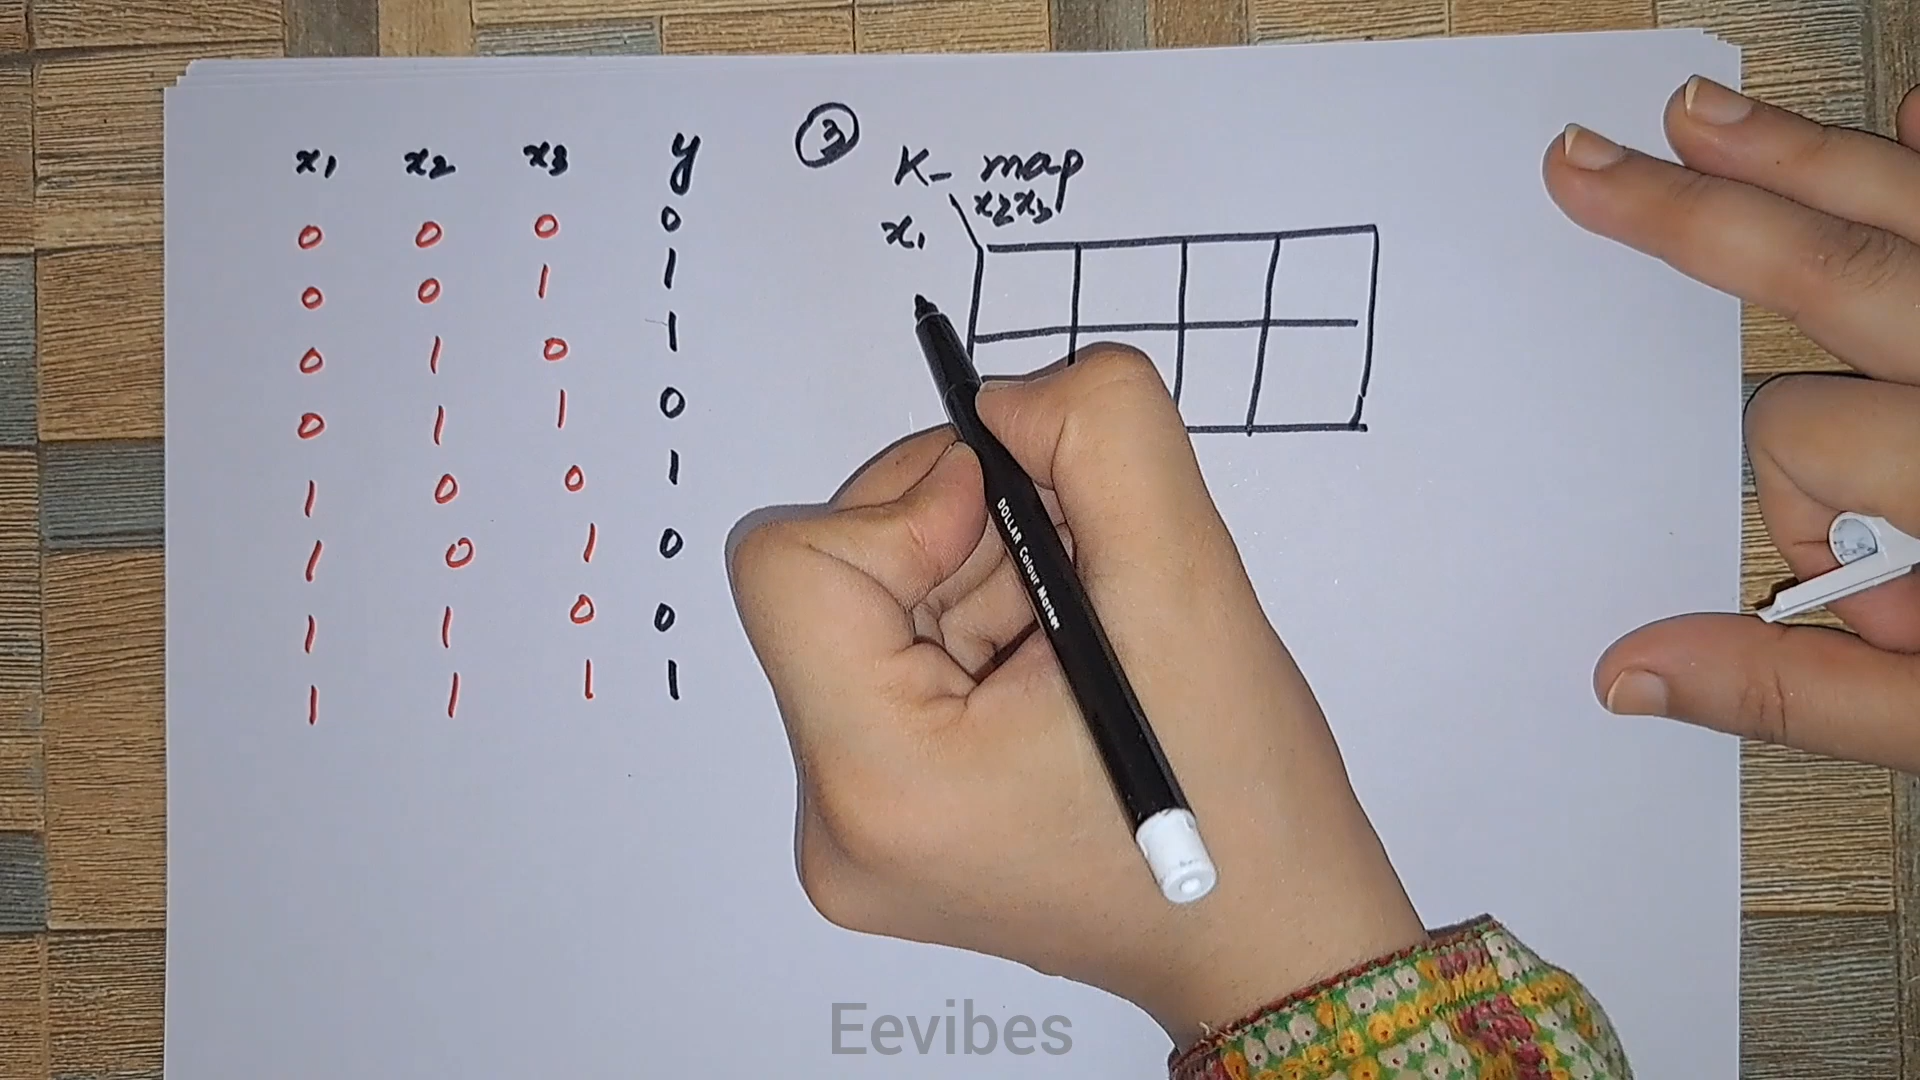 x1 x2 x3 y
0 0 0 0
0 0 1 1
0 1 0 1
0 1 1 0
1 0 0 1
1 0 1 0
1 1 0 0
1 1 1 1
3
K- map
x2x3
x1
DOLLAR Colour Marker
Eevibes